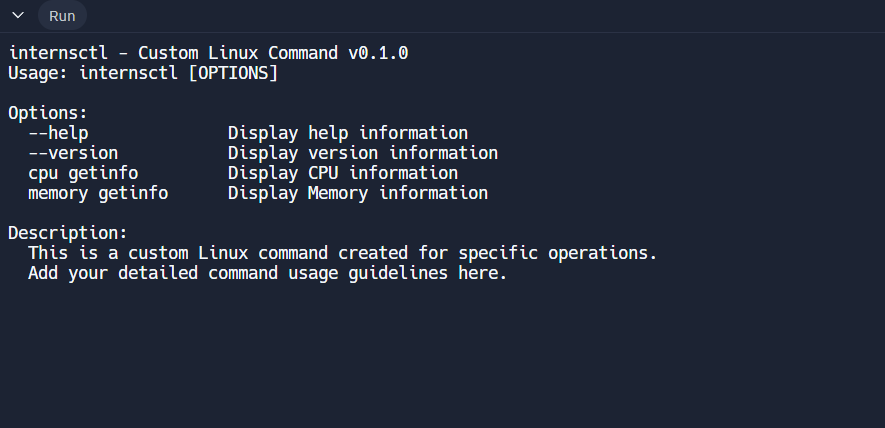 Run
internsctl - Custom Linux Command v0.1.0
Usage: internsctl [OPTIONS]

Options:
  --help              Display help information
  --version           Display version information
  cpu getinfo         Display CPU information
  memory getinfo      Display Memory information

Description:
  This is a custom Linux command created for specific operations.
  Add your detailed command usage guidelines here.